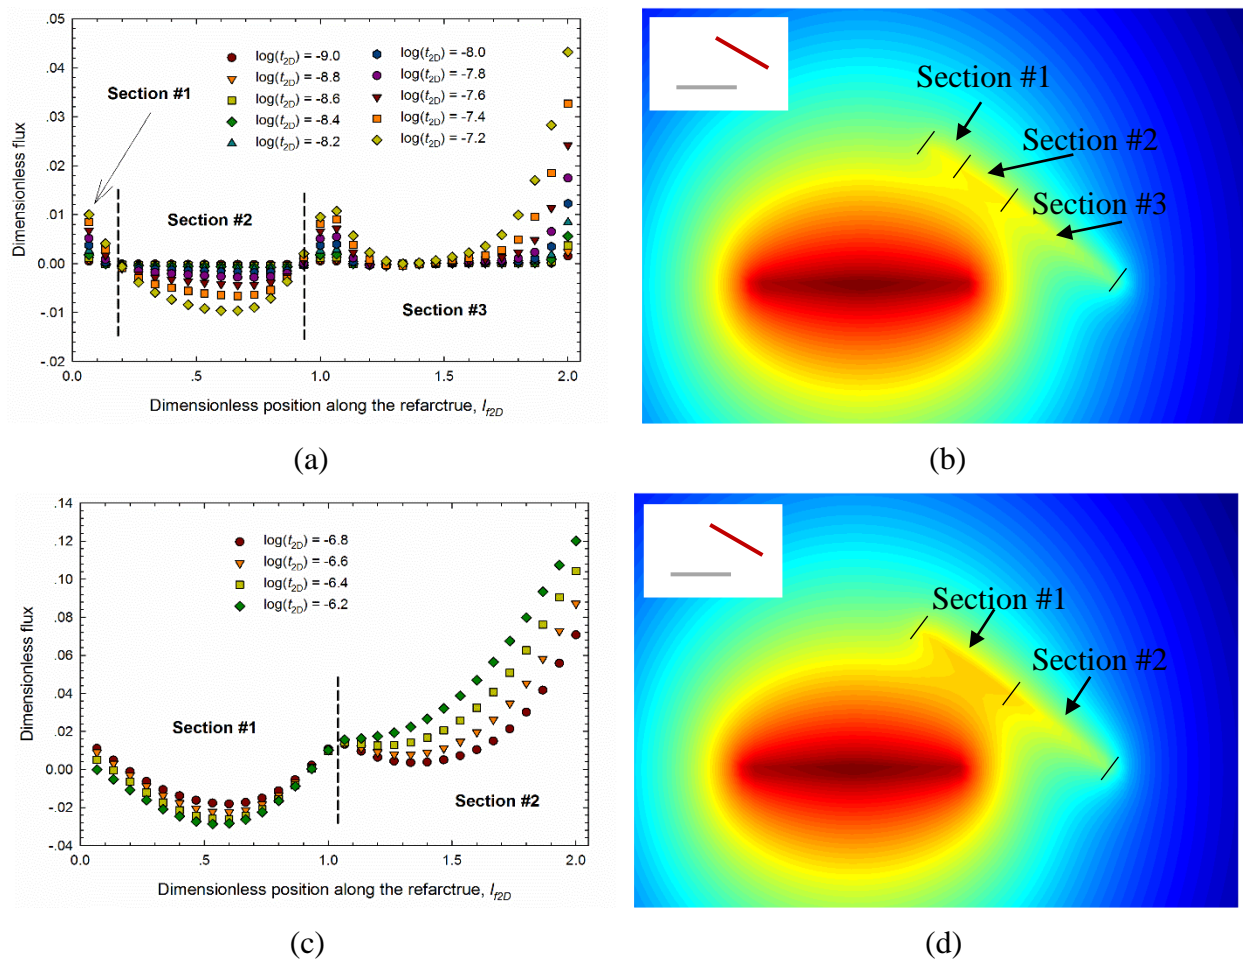 .05
.04
.03
.02
.01
0.00
-.01
-.02
Dimensionless flux
Section #1
log(t2D) = -9.0
log(t2D) = -8.8
log(t2D) = -8.6
log(t2D) = -8.4
log(t2D) = -8.2
log(t2D) = -8.0
log(t2D) = -7.8
log(t2D) = -7.6
log(t2D) = -7.4
log(t2D) = -7.2
Section #2
Section #3
0.0 .5 1.0 1.5 2.0
Dimensionless position along the refarctrue, lf2D
(a)
Section #1
Section #2
Section #3
(b)
.14
.12
.10
.08
.06
.04
.02
0.00
-.02
-.04
Dimensionless flux
log(t2D) = -6.8
log(t2D) = -6.6
log(t2D) = -6.4
log(t2D) = -6.2
Section #1
Section #2
0.0 .5 1.0 1.5 2.0
Dimensionless position along the refarctrue, lf2D
(c)
Section #1
Section #2
(d)